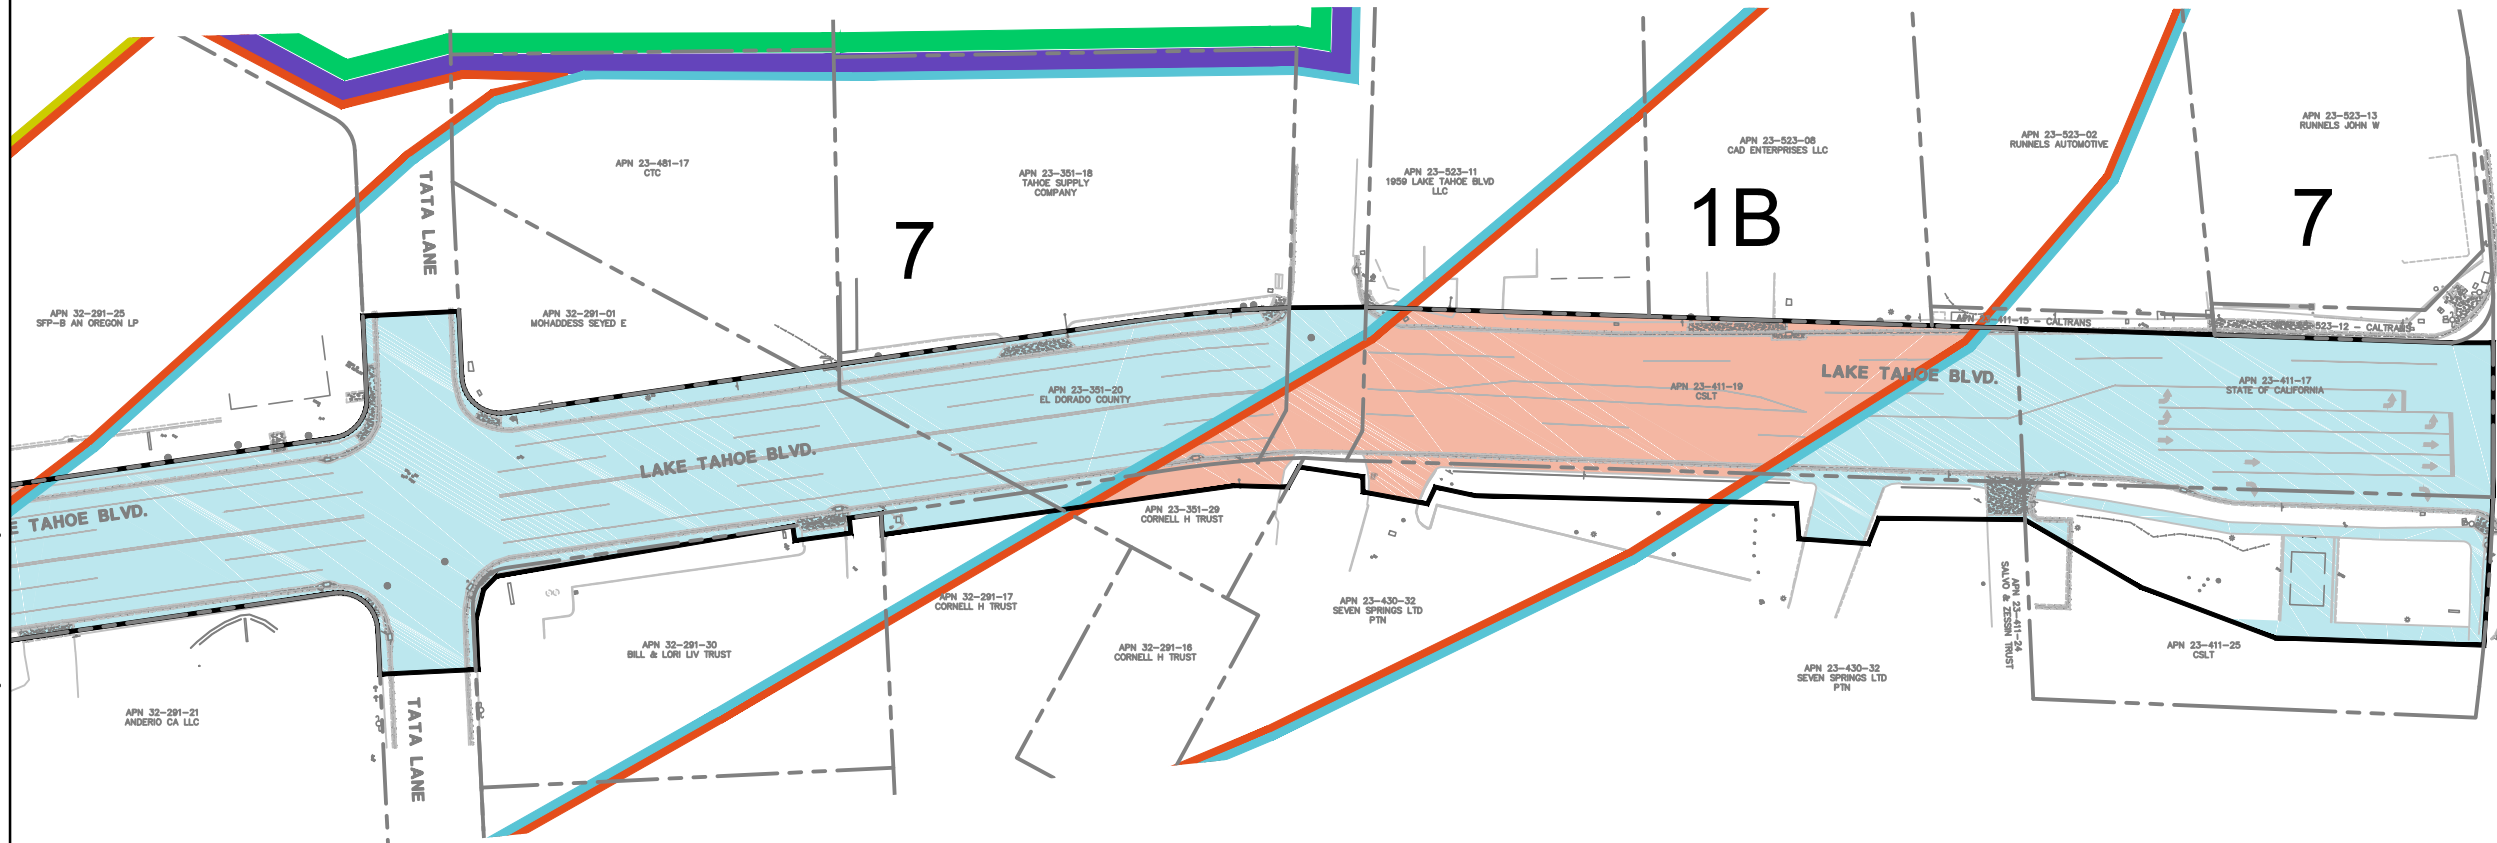 APN 23-523-13
RUNNELS JOHN W
APN 23-523-02
RUNNELS AUTOMOTIVE
APN 23-523-08
CAD ENTERPRISES LLC
APN 23-481-17
CTC
APN 23-351-18
TAHOE SUPPLY
COMPANY
APN 23-523-11
1959 LAKE TAHOE BLVD
LLC
TATA LANE
7
1B
7
APN 32-291-25
SFP-B AN OREGON LP
APN 32-291-01
MOHADDESS SEYED E
APN 23-411-15 - CALTRANS
523-12 - CALTRANS
LAKE TAHOE BLVD.
APN 23-351-20
EL DORADO COUNTY
APN 23-411-19
CSLT
APN 23-411-17
STATE OF CALIFORNIA
LAKE TAHOE BLVD.
E TAHOE BLVD.
APN 23-351-29
CORNELL H TRUST
APN 32-291-17
CORNELL H TRUST
APN 23-430-32
SEVEN SPRINGS LTD
PTN
APN 23-411-24
SALVO & ZESSIN TRUST
APN 32-291-30
BILL & LORI LIV TRUST
APN 32-291-16
CORNELL H TRUST
APN 23-411-25
CSLT
APN 23-430-32
SEVEN SPRINGS LTD
PTN
APN 32-291-21
ANDERIO CA LLC
TATA LANE